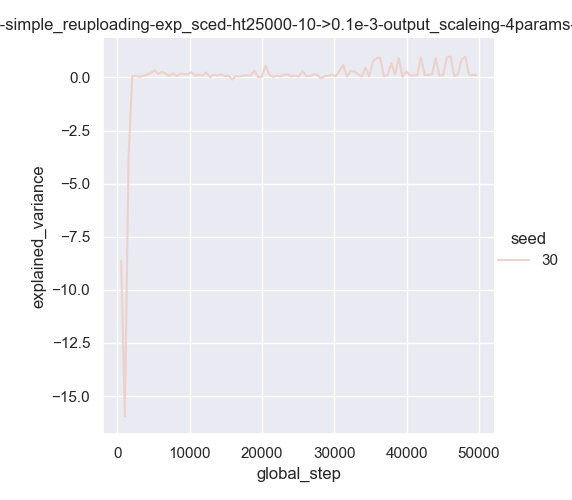 -simple_reuploading-exp_sced-ht25000-10->0.1e-3-output_scaleing-4params-
0.0
−2.5
−5.0
−7.5
−10.0
−12.5
−15.0
explained_variance
0 10000 20000 30000 40000 50000
global_step
seed
30